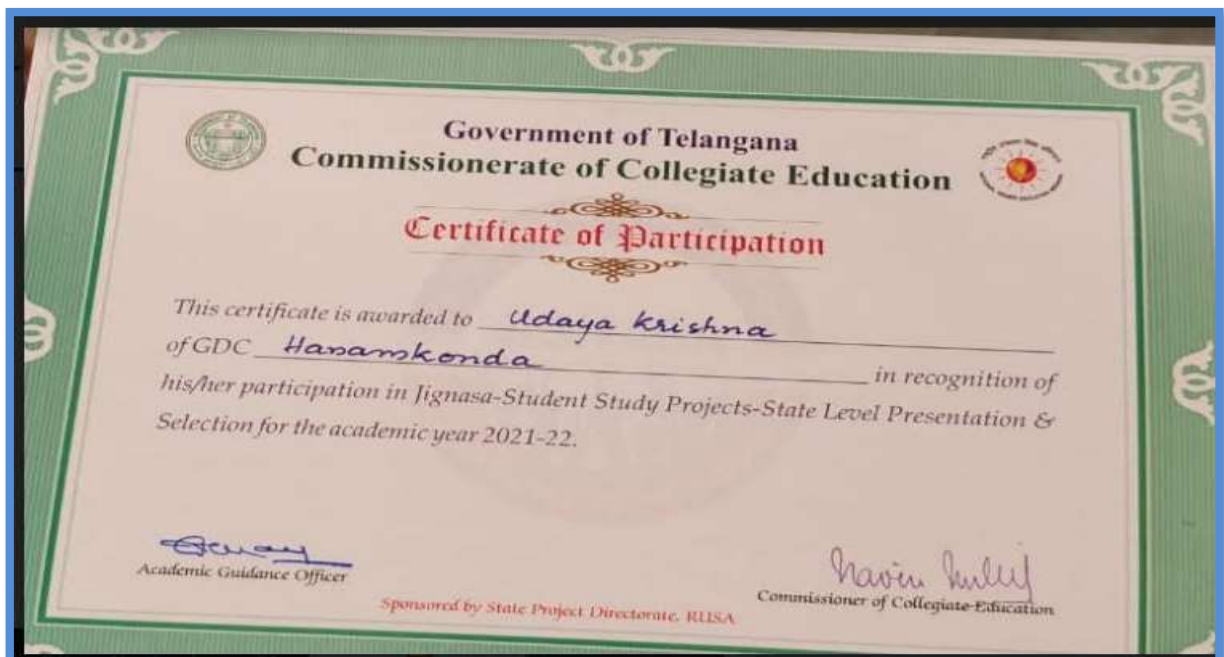 Government of Telangana
Commissionerate of Collegiate Education
Certificate of Participation
This certificate is awarded to Udaya Krishna
of GDC Hanamkonda in recognition of
his/her participation in Jignasa-Student Study Projects-State Level Presentation &
Selection for the academic year 2021-22.
Academic Guidance Officer
Commissioner of Collegiate Education
Sponsored by State Project Directorate, RUSA